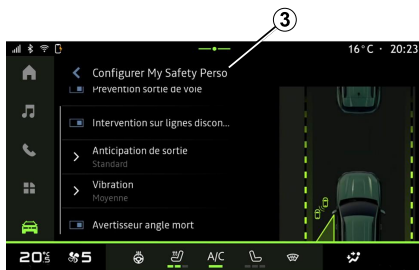 3
16°C · 20:23
Configurer My Safety Perso
Prévention sortie de voie
Intervention sur lignes discon...
Anticipation de sortie
Standard
Vibration
Moyenne
Avertisseur angle mort
20°5 5 A/C